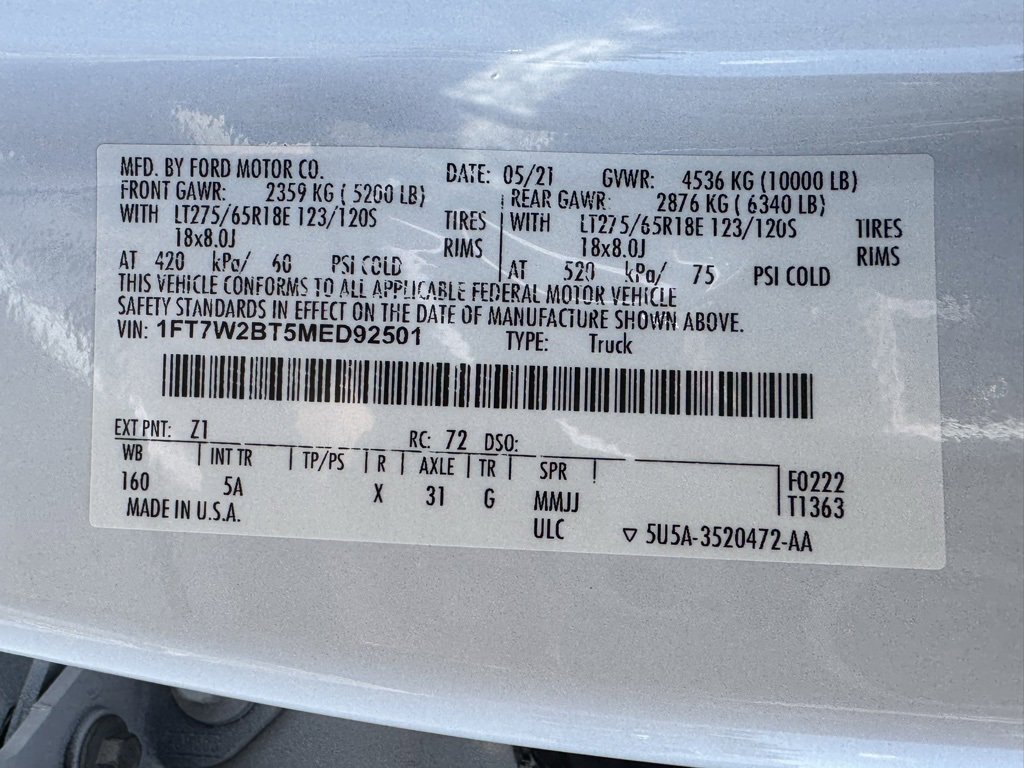 MFD. BY FORD MOTOR CO. DATE: 05/21 GVWR: 4536 KG (10000 LB)
FRONT GAWR: 2359 KG ( 5200 LB) REAR GAWR: 2876 KG ( 6340 LB)
WITH LT275/65R18E 123/120S TIRES WITH LT275/65R18E 123/120S TIRES
18x8.0J RIMS 18x8.0J RIMS
AT 420 kPa/ 60 PSI COLD AT 520 kPa/ 75 PSI COLD
THIS VEHICLE CONFORMS TO ALL APPLICABLE FEDERAL MOTOR VEHICLE
SAFETY STANDARDS IN EFFECT ON THE DATE OF MANUFACTURE SHOWN ABOVE.
VIN: 1FT7W2BT5MED92501 TYPE: Truck
EXT PNT: Z1 RC: 72 DSO:
WB INT TR TP/PS R AXLE TR SPR F0222
160 5A X 31 G MMJJ T1363
MADE IN U.S.A. ULC ▽ 5U5A-3520472-AA